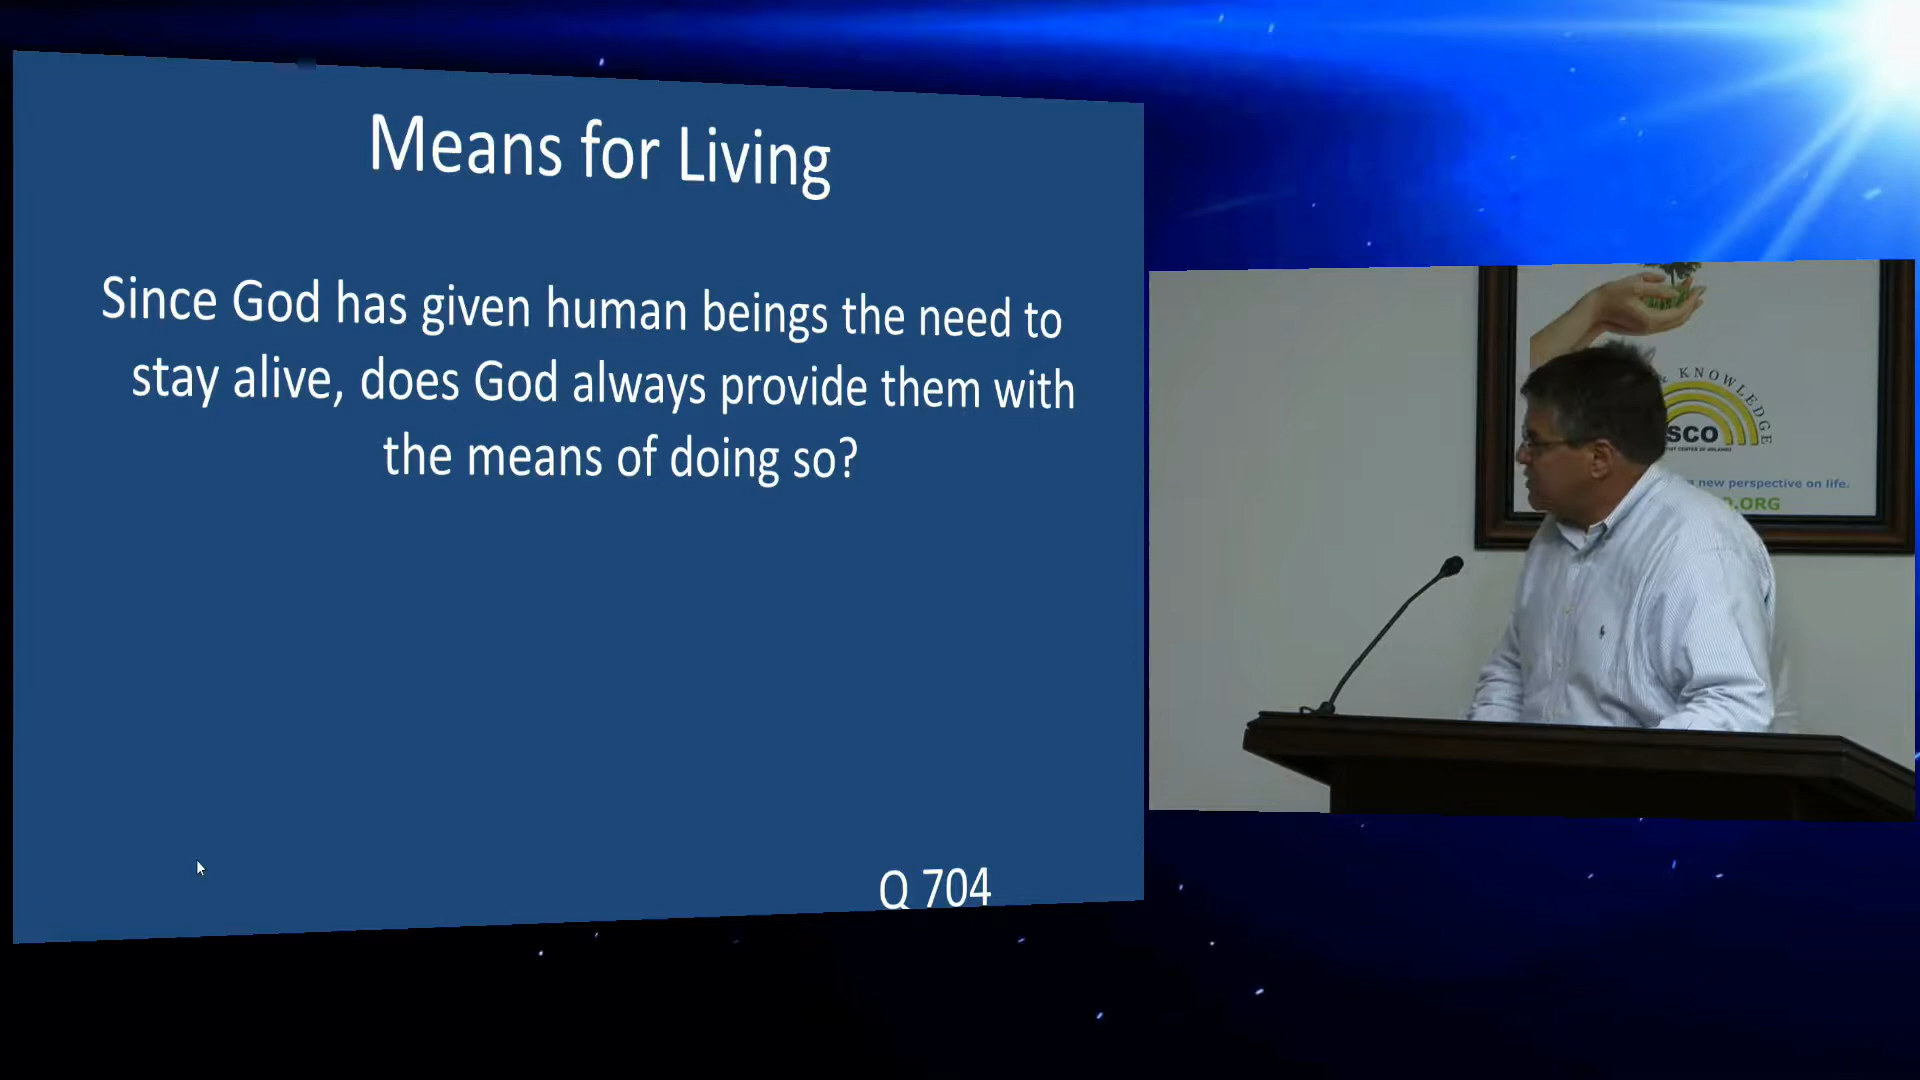 Means for Living
Since God has given human beings the need to
stay alive, does God always provide them with
the means of doing so?
Q 704
KNOWLEDGE
SCO
new perspective on life.
.ORG